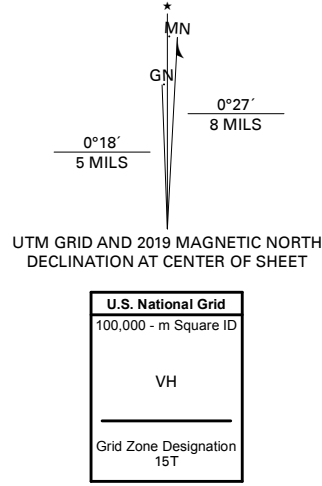 ★
MN
GN
0°27´
8 MILS
0°18´
5 MILS
UTM GRID AND 2019 MAGNETIC NORTH
DECLINATION AT CENTER OF SHEET
U.S. National Grid
100,000 - m Square ID
VH
Grid Zone Designation
15T